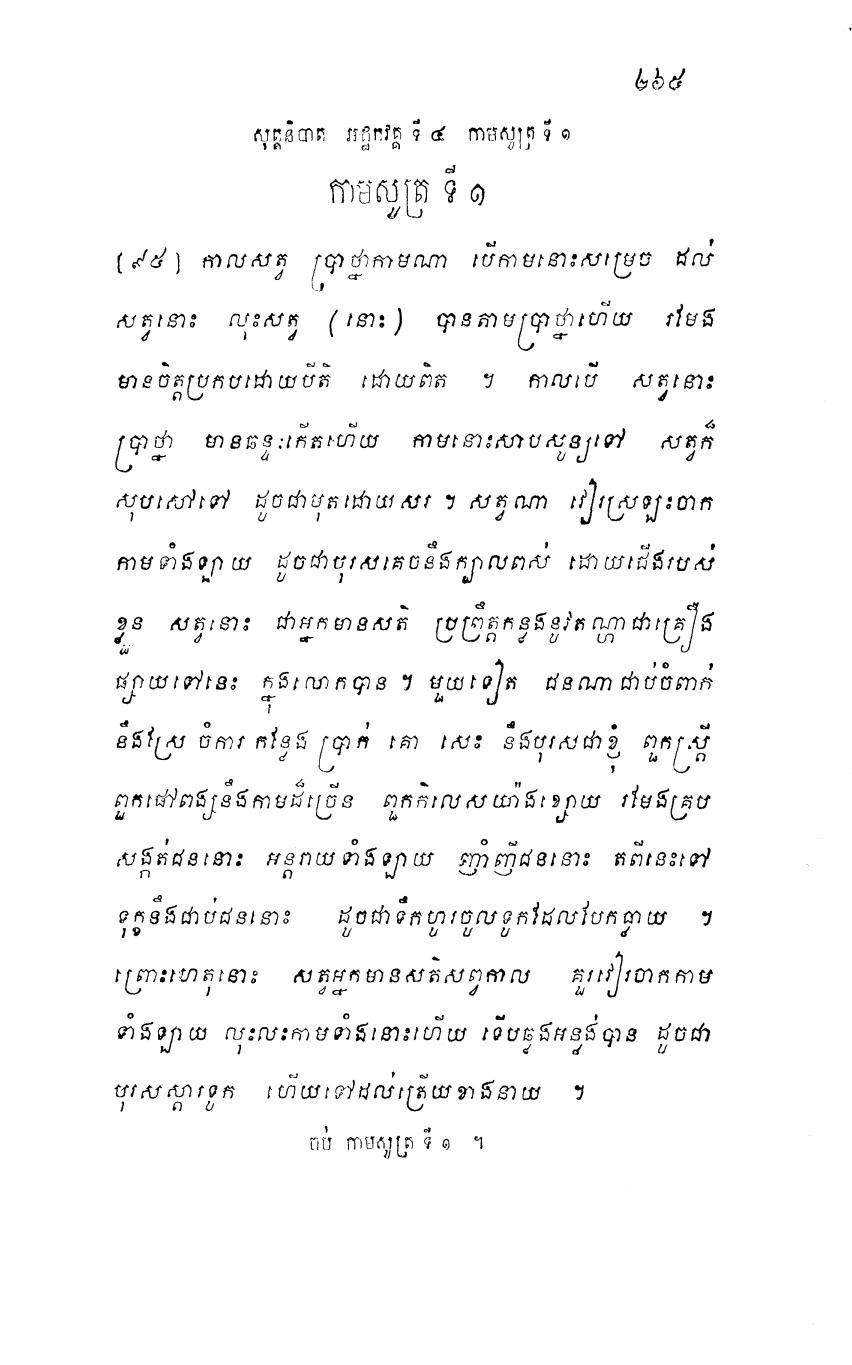 ២៦៥
សុត្តនិបាត អដ្ឋកវគ្គ ទី ៤ កាមសូត្រ ទី ១
កាមសូត្រ ទី ១
[៩៥] កាលសត្វ ប្រាថ្នាកាមណា បើកាមនោះសម្រេច ដល់
សត្វនោះ លុះសត្វ (នោះ) បានតាមប្រាថ្នាហើយ រមែង
មានចិត្តប្រកបដោយបីតិ ដោយពិត ។ កាលបើ សត្វនោះ
ប្រាថ្នា មានឆន្ទៈកើតហើយ កាមនោះសាបសូន្យទៅ សត្វក៏
សុបសៅទៅ ដូចជាមុតដោយសរ ។ សត្វណា វៀរស្រឡះចាក
កាមទាំងឡាយ ដូចជាបុរសគេចនឹងក្បាលពស់ ដោយជើងរបស់
ខ្លួន សត្វនោះ ជាអ្នកមានសតិ ប្រព្រឹត្តកន្លងនូវតណ្ហាជាគ្រឿង
ផ្សាយទៅនេះ ក្នុងលោកបាន ។ មួយទៀត ជនណាជាប់ចំពាក់
នឹងស្រែ ចំការ កន្លែង ប្រាក់ គោ សេះ នឹងបុរសជាខ្ញុំ ពួកស្ត្រី
ពួកផៅពង្សនឹងកាមដ៏ច្រើន ពួកកិលេសយ៉ាងខ្សោយ រមែងគ្រប
សង្កត់ជននោះ អន្តរាយទាំងឡាយ ញាំញីជននោះ តពីនេះទៅ
ទុក្ខនឹងជាប់ជននោះ ដូចជាទឹកហូរចូលទូកដែលបែកធ្លាយ ។
ព្រោះហេតុនោះ សត្វអ្នកមានសតិសព្វកាល គួរវៀរចាកកាម
ទាំងឡាយ លុះលះកាមទាំងនោះហើយ ទើបឆ្លងអន្លង់បាន ដូចជា
បុរសស្តារទូក ហើយទៅដល់ត្រើយខាងនាយ ។
ចប់ កាមសូត្រ ទី ១ ។